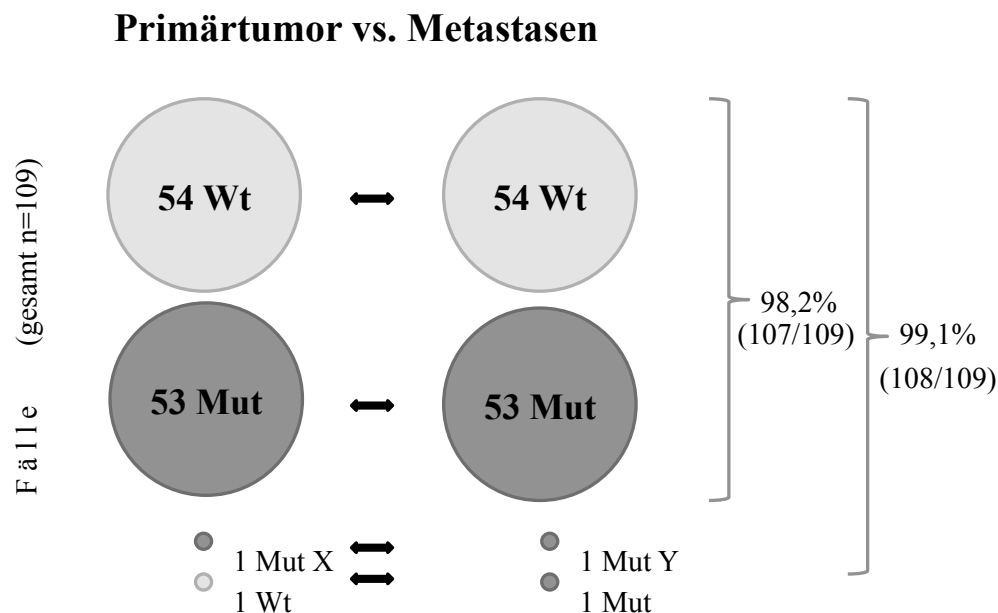 Primärtumor vs. Metastasen
Fälle (gesamt n=109)
54 Wt
54 Wt
53 Mut
53 Mut
98,2%
(107/109)
99,1%
(108/109)
1 Mut X
1 Mut Y
1 Wt
1 Mut